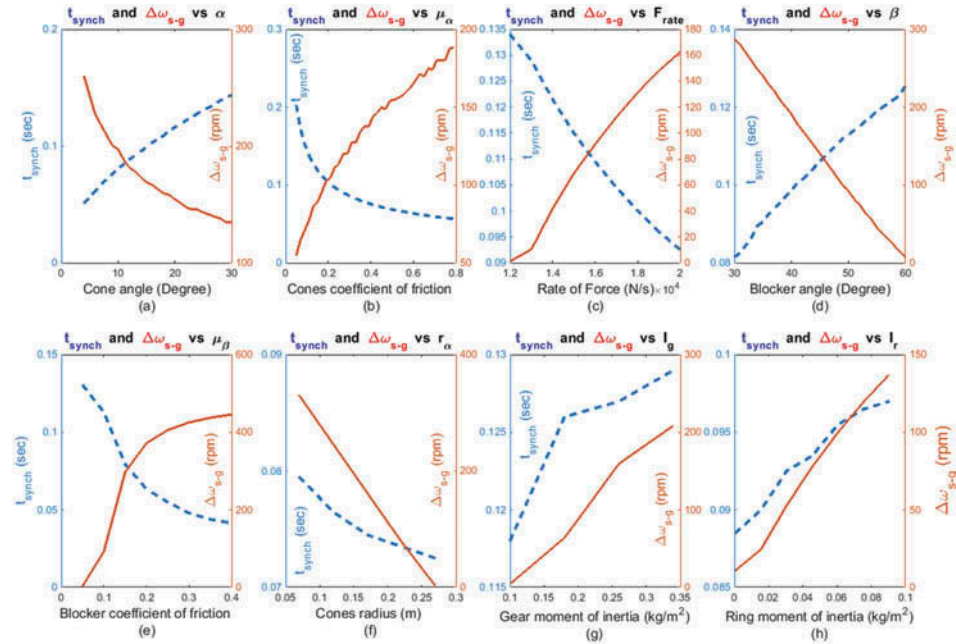 t_synch and Δω_s-g vs α
t_synch (sec)
0.2
0.1
0
300
200
100
Δω_s-g (rpm)
0 10 20 30
Cone angle (Degree)
(a)
t_synch and Δω_s-g vs μ_α
t_synch (sec)
0.3
0.2
0.1
0
200
150
100
50
Δω_s-g (rpm)
0 0.2 0.4 0.6 0.8
Cones coefficient of friction
(b)
t_synch and Δω_s-g vs F_rate
t_synch (sec)
0.135
0.13
0.125
0.12
0.115
0.11
0.105
0.1
0.095
0.09
180
160
140
120
100
80
60
40
20
0
Δω_s-g (rpm)
1.2 1.4 1.6 1.8 2
Rate of Force (N/s)×10^4
(c)
t_synch and Δω_s-g vs β
t_synch (sec)
0.14
0.12
0.1
0.08
300
200
100
0
Δω_s-g (rpm)
30 40 50 60
Blocker angle (Degree)
(d)
t_synch and Δω_s-g vs μ_β
t_synch (sec)
0.15
0.1
0.05
0
600
400
200
0
Δω_s-g (rpm)
0 0.1 0.2 0.3 0.4
Blocker coefficient of friction
(e)
t_synch and Δω_s-g vs r_α
t_synch (sec)
0.09
0.08
0.07
400
200
0
Δω_s-g (rpm)
0.05 0.1 0.15 0.2 0.25 0.3
Cones radius (m)
(f)
t_synch and Δω_s-g vs I_g
t_synch (sec)
0.13
0.125
0.12
0.115
300
200
100
0
Δω_s-g (rpm)
0.1 0.15 0.2 0.25 0.3 0.35
Gear moment of inertia (kg/m²)
(g)
t_synch and Δω_s-g vs I_r
t_synch (sec)
0.1
0.095
0.09
0.085
150
100
50
0
Δω_s-g (rpm)
0 0.02 0.04 0.06 0.08 0.1
Ring moment of inertia (kg/m²)
(h)